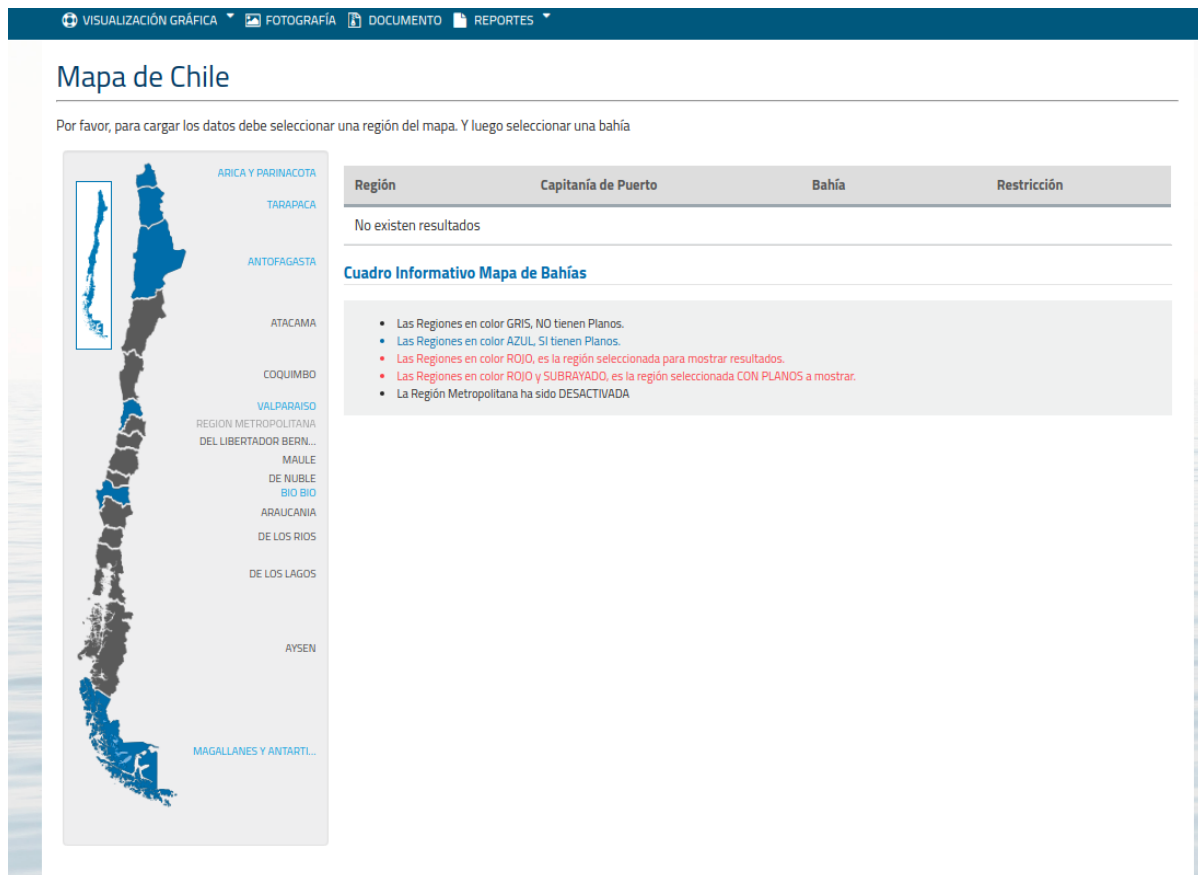 VISUALIZACIÓN GRÁFICA FOTOGRAFÍA DOCUMENTO REPORTES
Mapa de Chile
Por favor, para cargar los datos debe seleccionar una región del mapa. Y luego seleccionar una bahía
ARICA Y PARINACOTA
TARAPACA
ANTOFAGASTA
ATACAMA
COQUIMBO
VALPARAISO
REGION METROPOLITANA
DEL LIBERTADOR BERN...
MAULE
DE NUBLE
BIO BIO
ARAUCANIA
DE LOS RIOS
DE LOS LAGOS
AYSEN
MAGALLANES Y ANTARTI...
Región Capitanía de Puerto Bahía Restricción
No existen resultados
Cuadro Informativo Mapa de Bahías
• Las Regiones en color GRIS, NO tienen Planos.
• Las Regiones en color AZUL, SI tienen Planos.
• Las Regiones en color ROJO, es la región seleccionada para mostrar resultados.
• Las Regiones en color ROJO y SUBRAYADO, es la región seleccionada CON PLANOS a mostrar.
• La Región Metropolitana ha sido DESACTIVADA